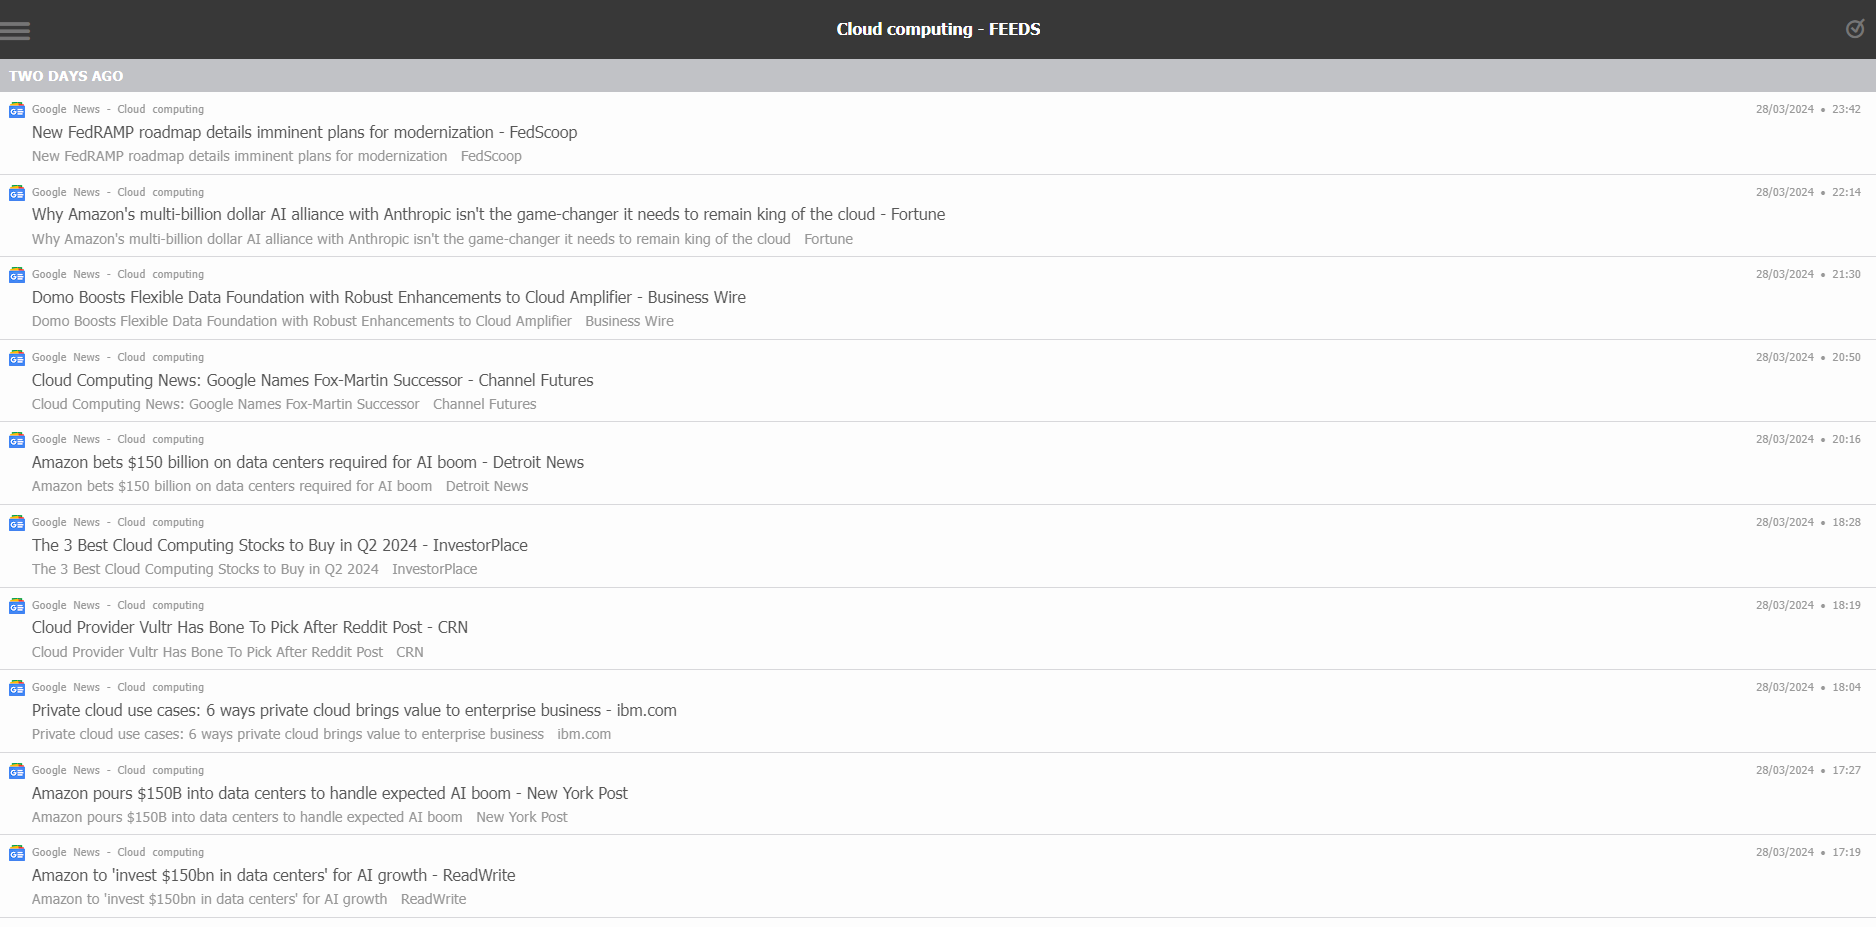 Cloud computing - FEEDS
TWO DAYS AGO
Google News - Cloud computing 28/03/2024 • 23:42
New FedRAMP roadmap details imminent plans for modernization - FedScoop
New FedRAMP roadmap details imminent plans for modernization FedScoop
Google News - Cloud computing 28/03/2024 • 22:14
Why Amazon's multi-billion dollar AI alliance with Anthropic isn't the game-changer it needs to remain king of the cloud - Fortune
Why Amazon's multi-billion dollar AI alliance with Anthropic isn't the game-changer it needs to remain king of the cloud Fortune
Google News - Cloud computing 28/03/2024 • 21:30
Domo Boosts Flexible Data Foundation with Robust Enhancements to Cloud Amplifier - Business Wire
Domo Boosts Flexible Data Foundation with Robust Enhancements to Cloud Amplifier Business Wire
Google News - Cloud computing 28/03/2024 • 20:50
Cloud Computing News: Google Names Fox-Martin Successor - Channel Futures
Cloud Computing News: Google Names Fox-Martin Successor Channel Futures
Google News - Cloud computing 28/03/2024 • 20:16
Amazon bets $150 billion on data centers required for AI boom - Detroit News
Amazon bets $150 billion on data centers required for AI boom Detroit News
Google News - Cloud computing 28/03/2024 • 18:28
The 3 Best Cloud Computing Stocks to Buy in Q2 2024 - InvestorPlace
The 3 Best Cloud Computing Stocks to Buy in Q2 2024 InvestorPlace
Google News - Cloud computing 28/03/2024 • 18:19
Cloud Provider Vultr Has Bone To Pick After Reddit Post - CRN
Cloud Provider Vultr Has Bone To Pick After Reddit Post CRN
Google News - Cloud computing 28/03/2024 • 18:04
Private cloud use cases: 6 ways private cloud brings value to enterprise business - ibm.com
Private cloud use cases: 6 ways private cloud brings value to enterprise business ibm.com
Google News - Cloud computing 28/03/2024 • 17:27
Amazon pours $150B into data centers to handle expected AI boom - New York Post
Amazon pours $150B into data centers to handle expected AI boom New York Post
Google News - Cloud computing 28/03/2024 • 17:19
Amazon to 'invest $150bn in data centers' for AI growth - ReadWrite
Amazon to 'invest $150bn in data centers' for AI growth ReadWrite